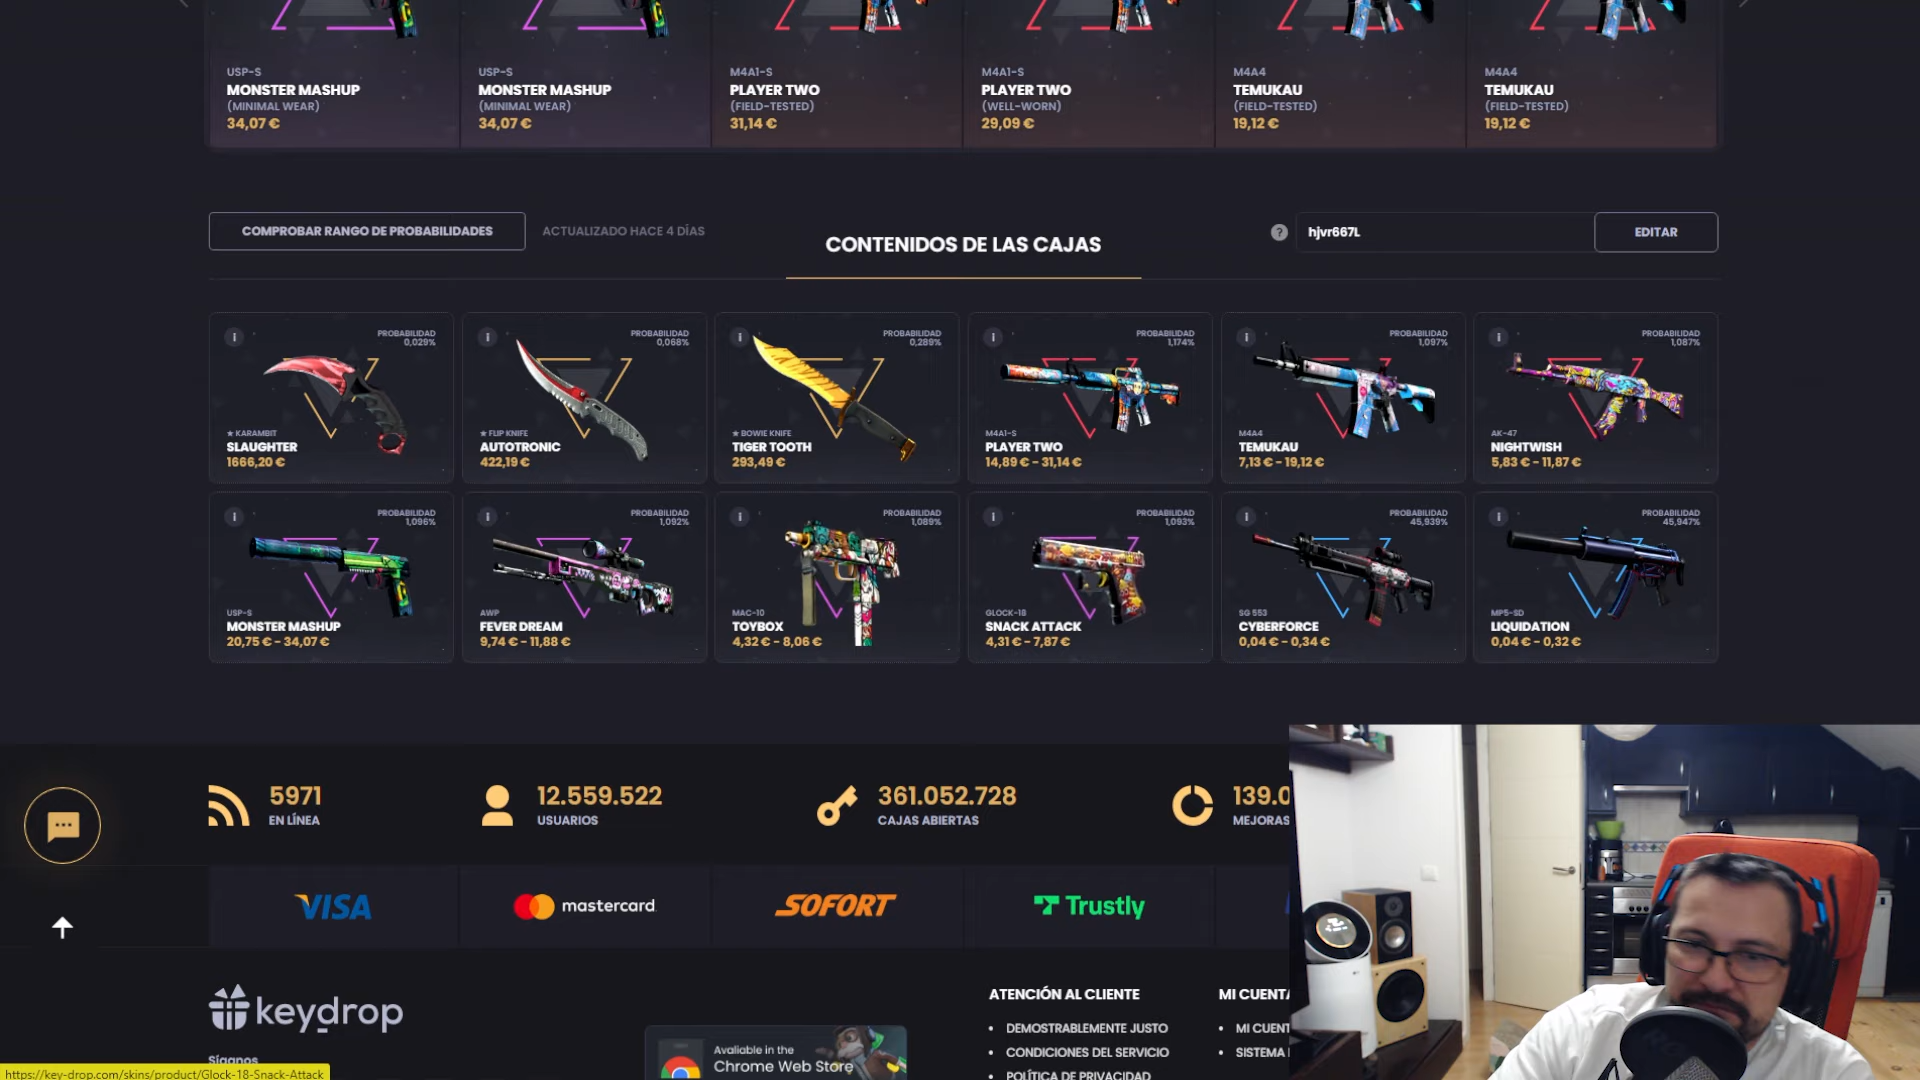 USP-S
MONSTER MASHUP
(MINIMAL WEAR)
34,07 €
USP-S
MONSTER MASHUP
(MINIMAL WEAR)
34,07 €
M4A1-S
PLAYER TWO
(FIELD-TESTED)
31,14 €
M4A1-S
PLAYER TWO
(WELL-WORN)
29,09 €
M4A4
TEMUKAU
(FIELD-TESTED)
19,12 €
M4A4
TEMUKAU
(FIELD-TESTED)
19,12 €
COMPROBAR RANGO DE PROBABILIDADES
ACTUALIZADO HACE 4 DÍAS
CONTENIDOS DE LAS CAJAS
?
hjvr667L
EDITAR
PROBABILIDAD
0,029%
★ KARAMBIT
SLAUGHTER
1666,20 €
PROBABILIDAD
0,068%
★ FLIP KNIFE
AUTOTRONIC
422,19 €
PROBABILIDAD
0,289%
★ BOWIE KNIFE
TIGER TOOTH
293,49 €
PROBABILIDAD
1,174%
M4A1-S
PLAYER TWO
14,89 € - 31,14 €
PROBABILIDAD
1,097%
M4A4
TEMUKAU
7,13 € - 19,12 €
PROBABILIDAD
1,087%
AK-47
NIGHTWISH
5,83 € - 11,87 €
PROBABILIDAD
1,096%
USP-S
MONSTER MASHUP
20,75 € - 34,07 €
PROBABILIDAD
1,092%
AWP
FEVER DREAM
9,74 € - 11,88 €
PROBABILIDAD
1,089%
MAC-10
TOYBOX
4,32 € - 8,06 €
PROBABILIDAD
1,093%
GLOCK-18
SNACK ATTACK
4,31 € - 7,87 €
PROBABILIDAD
45,939%
SG 553
CYBERFORCE
0,04 € - 0,34 €
PROBABILIDAD
45,947%
MP5-SD
LIQUIDATION
0,04 € - 0,32 €
5971
EN LÍNEA
12.559.522
USUARIOS
361.052.728
CAJAS ABIERTAS
139.0
MEJORAS
VISA
mastercard
SOFORT
Trustly
keydrop
Síganos
Available in the
Chrome Web Store
ATENCIÓN AL CLIENTE
• DEMOSTRABLEMENTE JUSTO
• CONDICIONES DEL SERVICIO
• POLÍTICA DE PRIVACIDAD
MI CUENTA
• MI CUENT
• SISTEMA
https://key-drop.com/skins/product/Glock-18-Snack-Attack